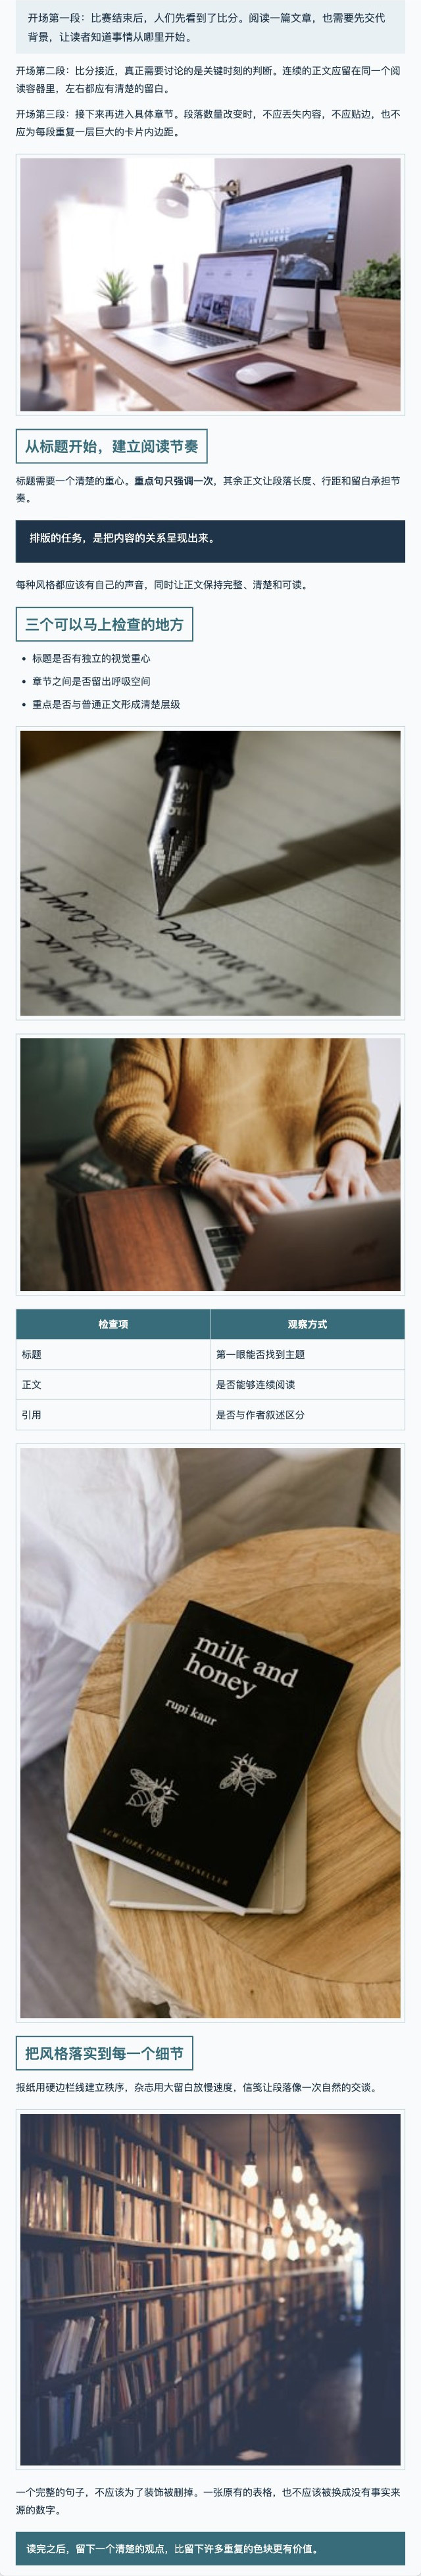 开场第一段：比赛结束后，人们先看到了比分。阅读一篇文章，也需要先交代
背景，让读者知道事情从哪里开始。
开场第二段：比分接近，真正需要讨论的是关键时刻的判断。连续的正文应留在同一个阅
读容器里，左右都应有清楚的留白。
开场第三段：接下来再进入具体章节。段落数量改变时，不应丢失内容，不应贴边，也不
应为每段重复一层巨大的卡片内边距。
从标题开始，建立阅读节奏
标题需要一个清楚的重心。重点句只强调一次，其余正文让段落长度、行距和留白承担节
奏。
排版的任务，是把内容的关系呈现出来。
每种风格都应该有自己的声音，同时让正文保持完整、清楚和可读。
三个可以马上检查的地方
• 标题是否有独立的视觉重心
• 章节之间是否留出呼吸空间
• 重点是否与普通正文形成清楚层级
检查项 观察方式
标题 第一眼能否找到主题
正文 是否能够连续阅读
引用 是否与作者叙述区分
milk and
honey
rupi kaur
NEW YORK TIMES BESTSELLER
把风格落实到每一个细节
报纸用硬边栏线建立秩序，杂志用大留白放慢速度，信笺让段落像一次自然的交谈。
一个完整的句子，不应该为了装饰被删掉。一张原有的表格，也不应该被换成没有事实来
源的数字。
读完之后，留下一个清楚的观点，比留下许多重复的色块更有价值。